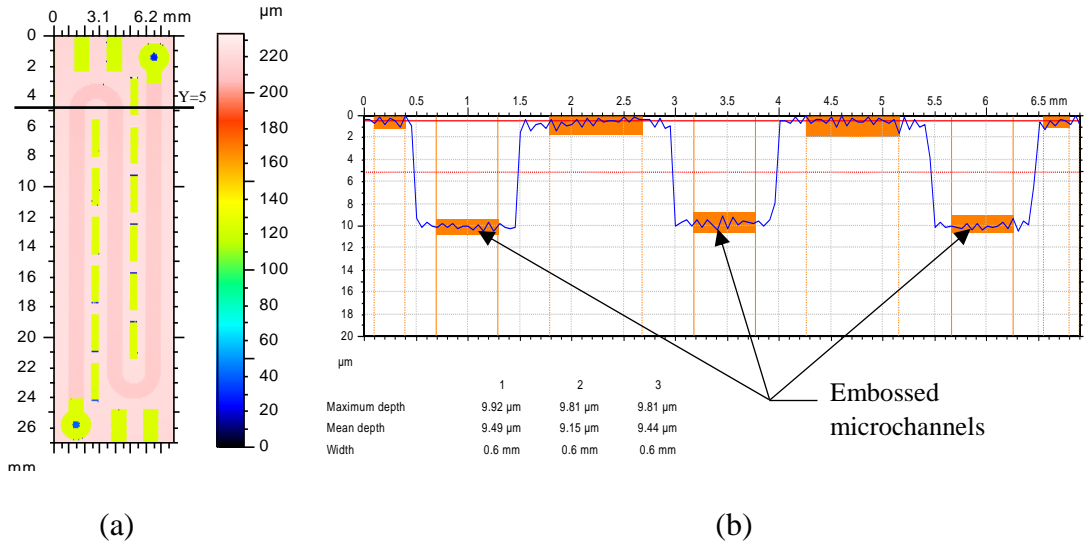 0 3.1 6.2 mm
µm
0
2
4
6
8
10
12
14
16
18
20
22
24
26
mm
Y=5
220
200
180
160
140
120
100
80
60
40
20
0
0 0.5 1 1.5 2 2.5 3 3.5 4 4.5 5 5.5 6 6.5 mm
0
2
4
6
8
10
12
14
16
18
20
µm
1 2 3
Maximum depth 9.92 µm 9.81 µm 9.81 µm
Mean depth 9.49 µm 9.15 µm 9.44 µm
Width 0.6 mm 0.6 mm 0.6 mm
Embossed
microchannels
(a) (b)